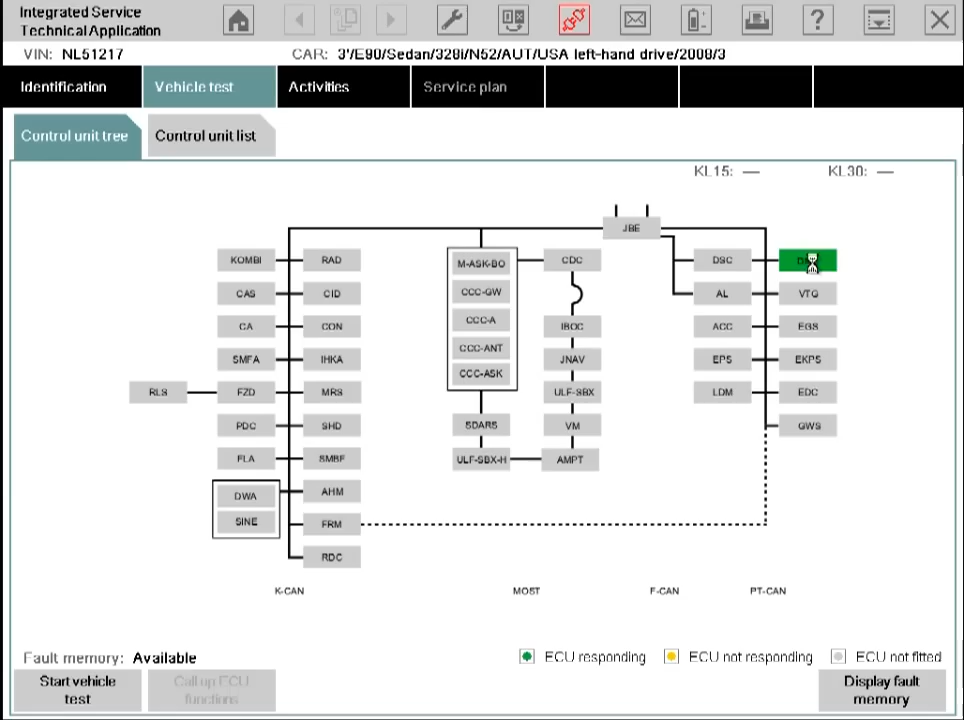 Integrated Service
Technical Application
VIN: NL51217 CAR: 3'/E90/Sedan/328i/N52/AUT/USA left-hand drive/2008/3
Identification Vehicle test Activities Service plan
Control unit tree Control unit list
KL15: — KL30: —
JBE
KOMBI RAD M-ASK-BO CDC DSC
CAS CID CCC-GW AL VTG
CA CON CCC-A IBOC ACC EGS
SMFA IHKA CCC-ANT JNAV EPS EKPS
CCC-ASK
RLS FZD MRS ULF-SBX LDM EDC
PDC SHD SDARS VM GWS
FLA SMBF ULF-SBX-H AMPT
DWA AHM
SINE FRM
RDC
K-CAN MOST F-CAN PT-CAN
Fault memory: Available ECU responding ECU not responding ECU not fitted
Start vehicle test Call up ECU functions Display fault memory